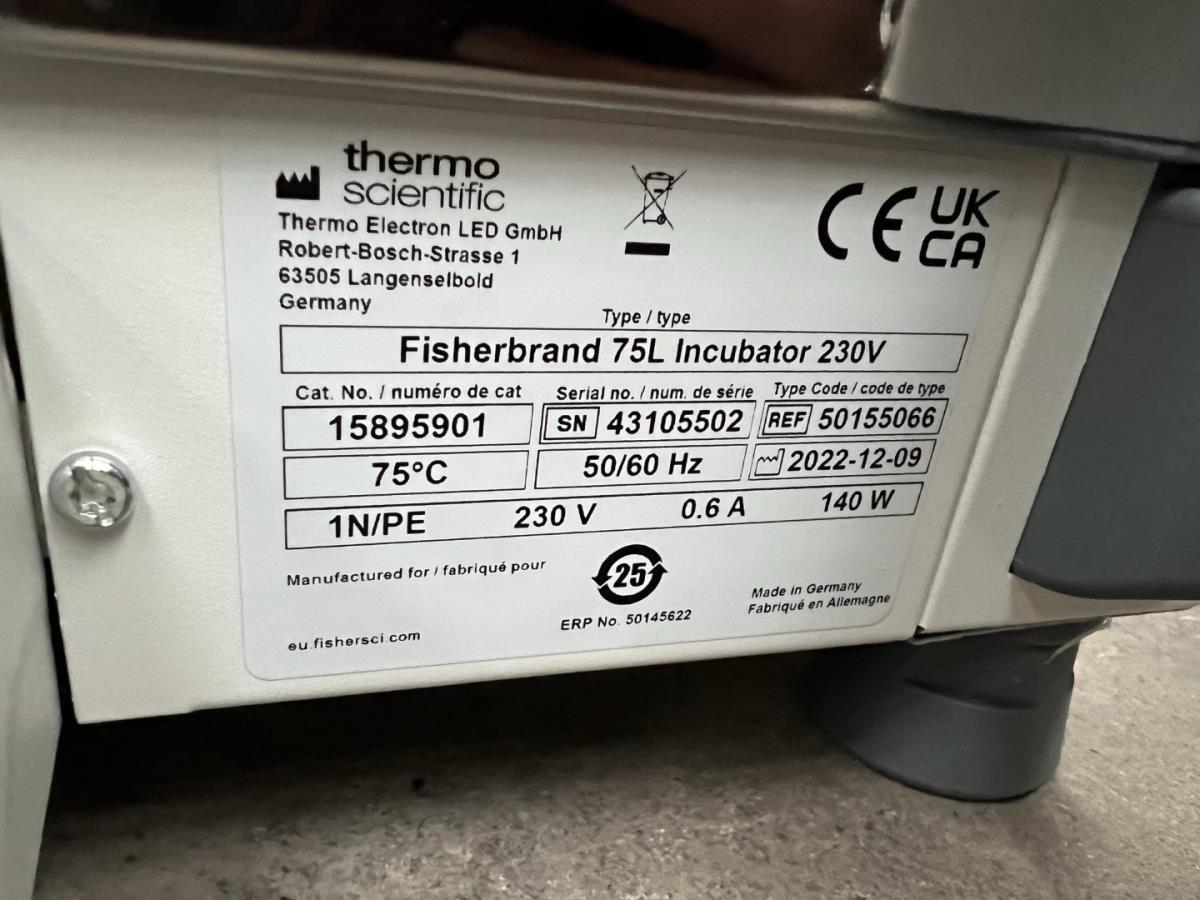 thermo
scientific
Thermo Electron LED GmbH
Robert-Bosch-Strasse 1
63505 Langenselbold
Germany
CE UK
CA
Type / type
Fisherbrand 75L Incubator 230V
Cat. No. / numéro de cat Serial no. / num. de série Type Code / code de type
15895901 SN 43105502 REF 50155066
75°C 50/60 Hz 2022-12-09
1N/PE 230 V 0.6 A 140 W
Manufactured for / fabriqué pour
25
Made in Germany
Fabriqué en Allemagne
ERP No. 50145622
eu.fishersci.com